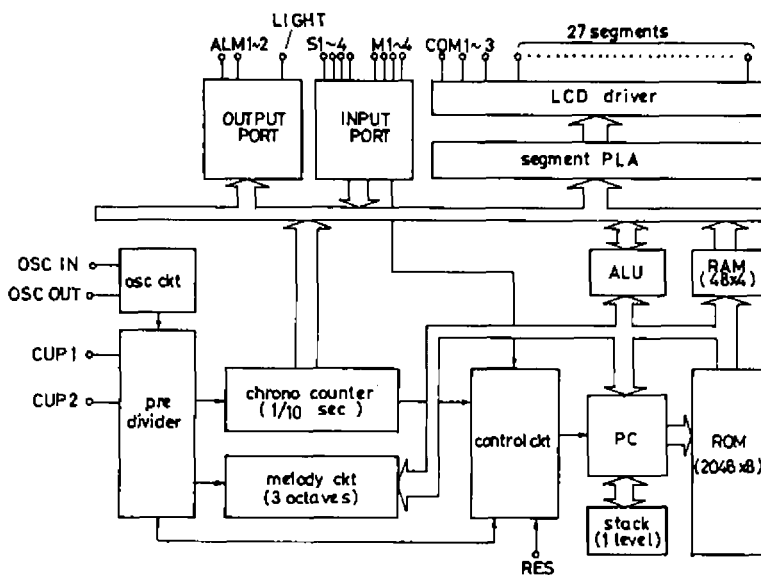 LIGHT
ALM1~2
S1~4
M1~4
COM1~3
27 segments
OUTPUT
PORT
INPUT
PORT
LCD driver
segment PLA
OSC IN
OSC OUT
osc ckt
ALU
RAM
(48x4)
CUP1
CUP2
pre
divider
chrono counter
(1/10 sec)
melody ckt
(3 octaves)
control ckt
PC
ROM
(2048x8)
stack
(1 level)
RES